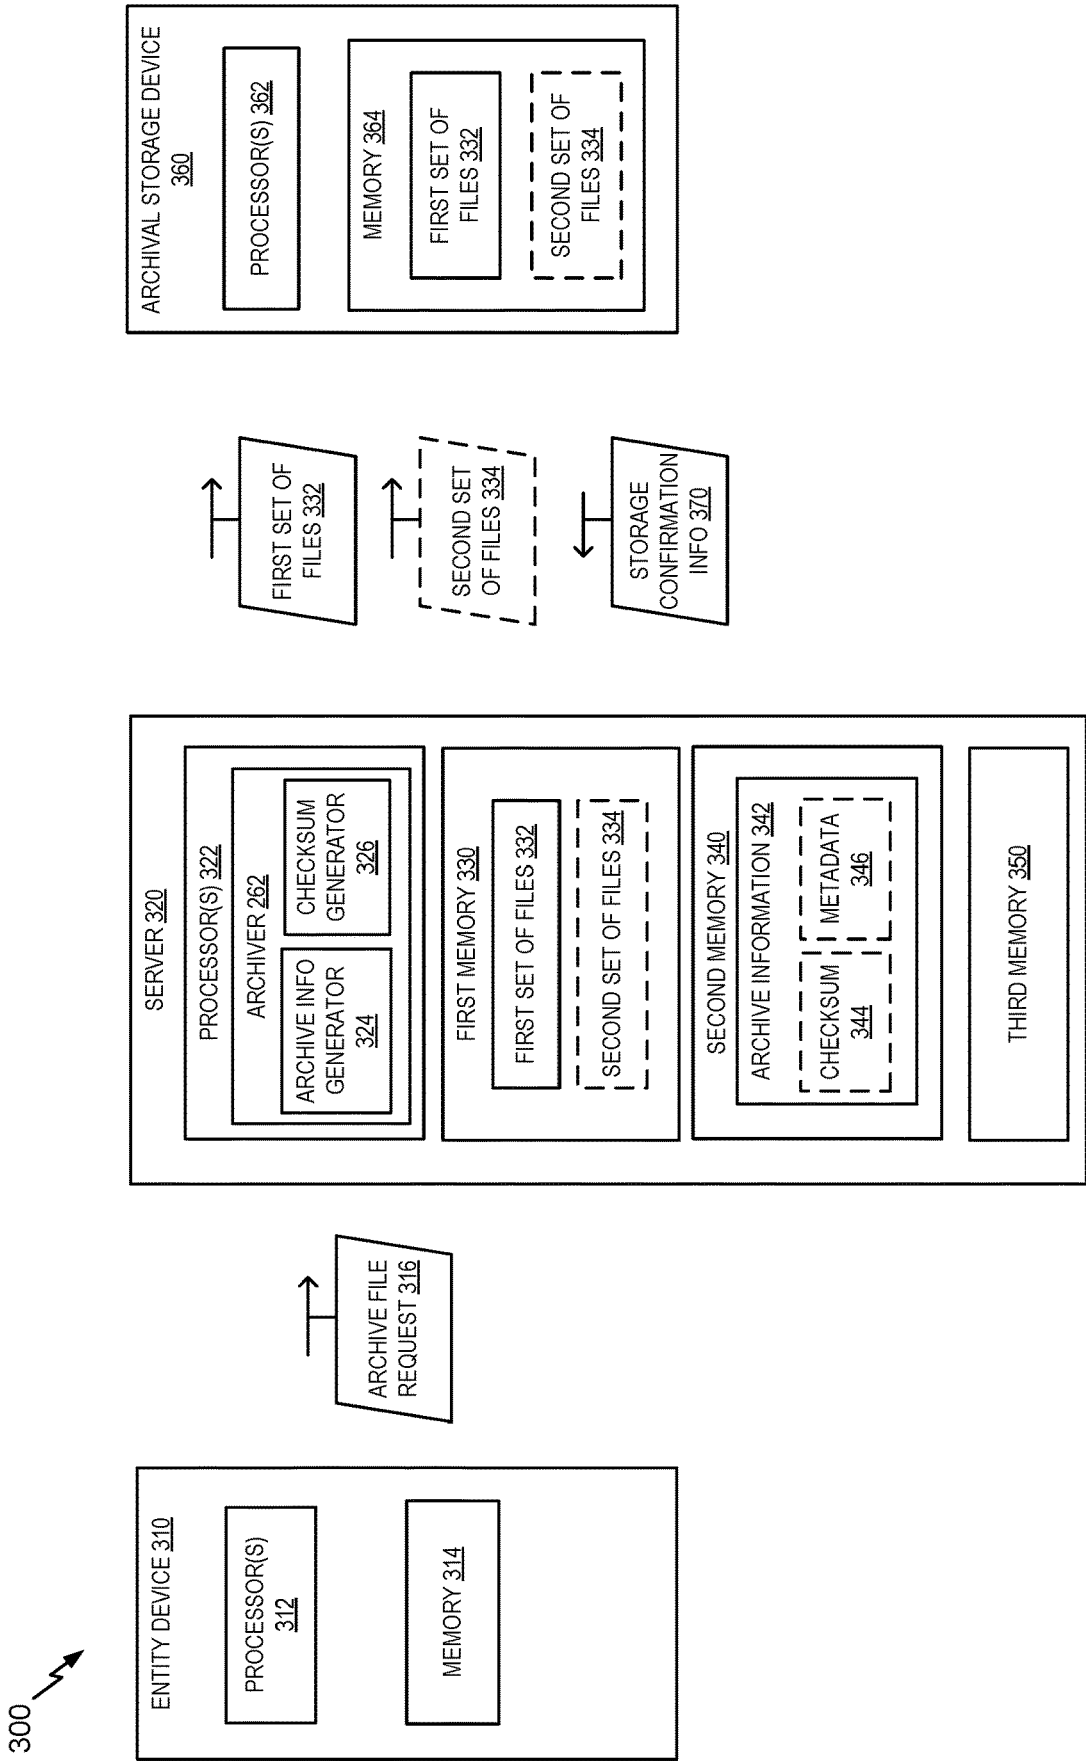 300
ENTITY DEVICE 310
PROCESSOR(S)
312
MEMORY 314
ARCHIVE FILE
REQUEST 316
SERVER 320
PROCESSOR(S) 322
ARCHIVER 262
ARCHIVE INFO
GENERATOR
324
CHECKSUM
GENERATOR
326
FIRST MEMORY 330
FIRST SET OF FILES 332
SECOND SET OF FILES 334
SECOND MEMORY 340
ARCHIVE INFORMATION 342
CHECKSUM
344
METADATA
346
THIRD MEMORY 350
FIRST SET OF
FILES 332
SECOND SET
OF FILES 334
STORAGE
CONFIRMATION
INFO 370
ARCHIVAL STORAGE DEVICE
360
PROCESSOR(S) 362
MEMORY 364
FIRST SET OF
FILES 332
SECOND SET OF
FILES 334